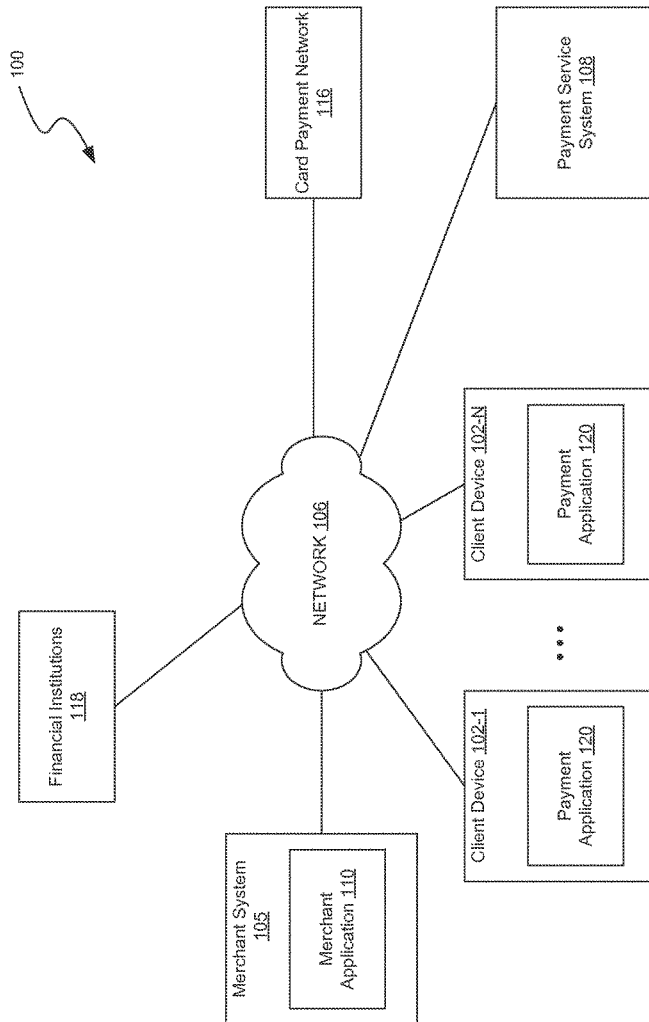 100
Financial Institutions
118
Merchant System
105
Merchant
Application 110
NETWORK 106
Card Payment Network
116
Client Device 102-1
Payment
Application 120
...
Client Device 102-N
Payment
Application 120
Payment Service
System 108